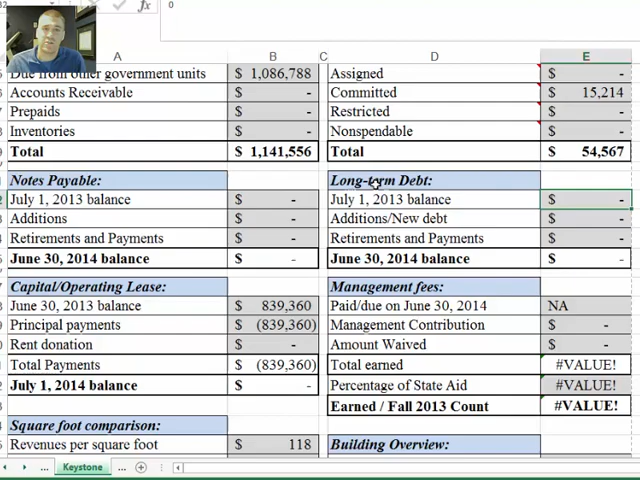 fx 0
A B C D E
Due from other government units $ 1,086,788 Assigned $ -
Accounts Receivable $ - Committed $ 15,214
Prepaids $ - Restricted $ -
Inventories $ - Nonspendable $ -
Total $ 1,141,556 Total $ 54,567
Notes Payable: Long-term Debt:
July 1, 2013 balance $ - July 1, 2013 balance $ -
Additions $ - Additions/New debt $ -
Retirements and Payments $ - Retirements and Payments $ -
June 30, 2014 balance $ - June 30, 2014 balance $ -
Capital/Operating Lease: Management fees:
June 30, 2013 balance $ 839,360 Paid/due on June 30, 2014 NA
Principal payments $ (839,360) Management Contribution $ -
Rent donation $ - Amount Waived $ -
Total Payments $ (839,360) Total earned #VALUE!
July 1, 2014 balance $ - Percentage of State Aid #VALUE!
Earned / Fall 2013 Count #VALUE!
Square foot comparison:
Revenues per square foot $ 118 Building Overview:
... Keystone ...